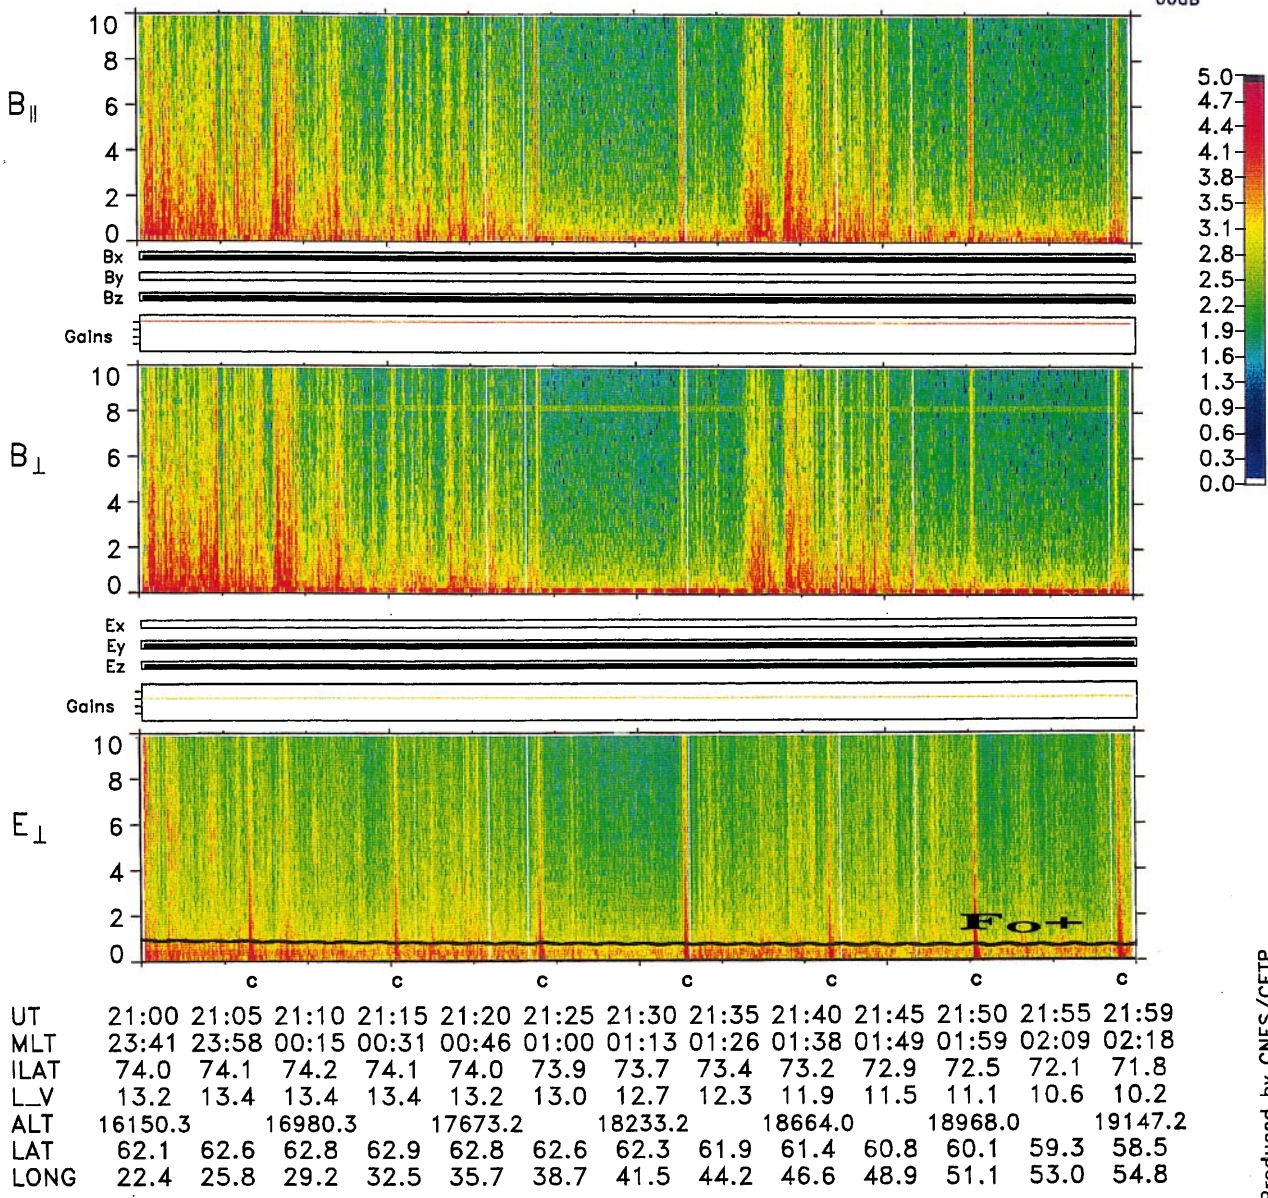 00dB
10
8
6
4
2
0
B∥
5.0
4.7
4.4
4.1
3.8
3.5
3.1
2.8
2.5
2.2
1.9
1.6
1.3
0.9
0.6
0.3
0.0
Bx
By
Bz
Gains
10
8
6
4
2
0
B⊥
Ex
Ey
Ez
Gains
10
8
6
4
2
0
E⊥
Fo+
c c c c c c c
UT 21:00 21:05 21:10 21:15 21:20 21:25 21:30 21:35 21:40 21:45 21:50 21:55 21:59
MLT 23:41 23:58 00:15 00:31 00:46 01:00 01:13 01:26 01:38 01:49 01:59 02:09 02:18
ILAT 74.0 74.1 74.2 74.1 74.0 73.9 73.7 73.4 73.2 72.9 72.5 72.1 71.8
L_V 13.2 13.4 13.4 13.4 13.2 13.0 12.7 12.3 11.9 11.5 11.1 10.6 10.2
ALT 16150.3 16980.3 17673.2 18233.2 18664.0 18968.0 19147.2
LAT 62.1 62.6 62.8 62.9 62.8 62.6 62.3 61.9 61.4 60.8 60.1 59.3 58.5
LONG 22.4 25.8 29.2 32.5 35.7 38.7 41.5 44.2 46.6 48.9 51.1 53.0 54.8
Produced by CNES/CETP